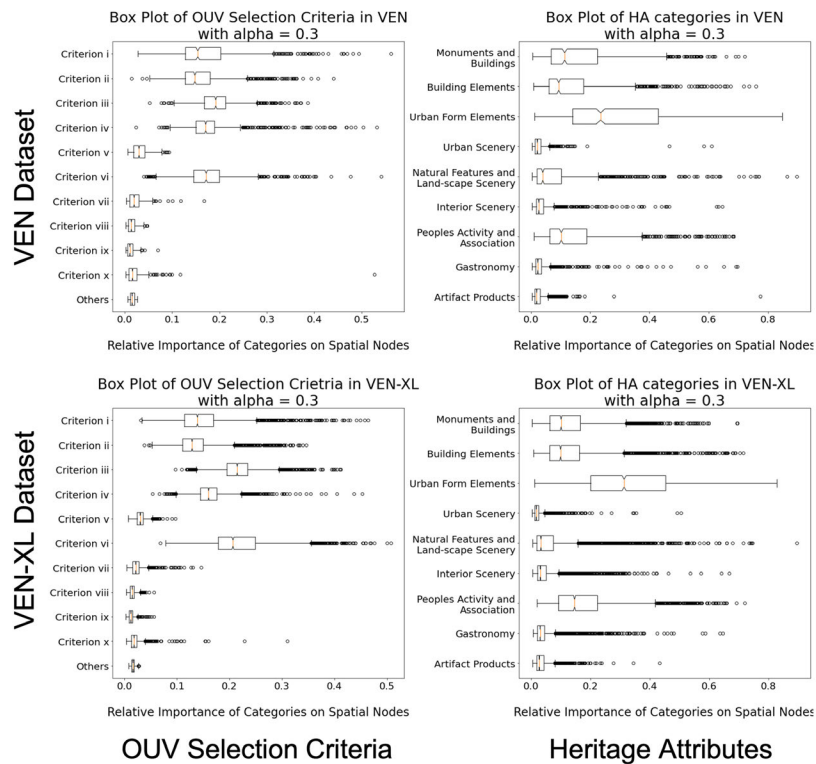 Box Plot of OUV Selection Criteria in VEN
with alpha = 0.3
VEN Dataset
Criterion i
Criterion ii
Criterion iii
Criterion iv
Criterion v
Criterion vi
Criterion vii
Criterion viii
Criterion ix
Criterion x
Others
0.0 0.1 0.2 0.3 0.4 0.5
Relative Importance of Categories on Spatial Nodes
Box Plot of HA categories in VEN
with alpha = 0.3
Monuments and
Buildings
Building Elements
Urban Form Elements
Urban Scenery
Natural Features and
Land-scape Scenery
Interior Scenery
Peoples Activity and
Association
Gastronomy
Artifact Products
0.0 0.2 0.4 0.6 0.8
Relative Importance of Categories on Spatial Nodes
Box Plot of OUV Selection Crietria in VEN-XL
with alpha = 0.3
VEN-XL Dataset
Criterion i
Criterion ii
Criterion iii
Criterion iv
Criterion v
Criterion vi
Criterion vii
Criterion viii
Criterion ix
Criterion x
Others
0.0 0.1 0.2 0.3 0.4 0.5
Relative Importance of Categories on Spatial Nodes
OUV Selection Criteria
Box Plot of HA categories in VEN-XL
with alpha = 0.3
Monuments and
Buildings
Building Elements
Urban Form Elements
Urban Scenery
Natural Features and
Land-scape Scenery
Interior Scenery
Peoples Activity and
Association
Gastronomy
Artifact Products
0.0 0.2 0.4 0.6 0.8
Relative Importance of Categories on Spatial Nodes
Heritage Attributes